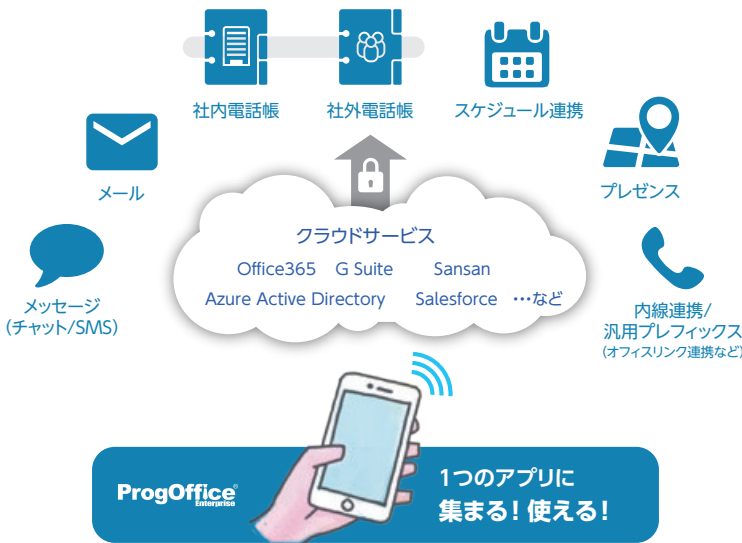 社内電話帳
社外電話帳
スケジュール連携
メール
プレゼンス
メッセージ
(チャット/SMS)
クラウドサービス
Office365 G Suite Sansan
Azure Active Directory Salesforce …など
内線連携/
汎用プレフィックス
(オフィスリンク連携など)
ProgOffice®
Enterprise
1つのアプリに
集まる！使える！